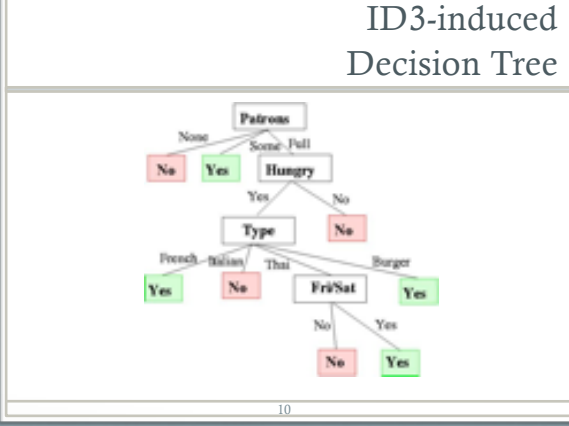 ID3-induced
Decision Tree
Patrons
None
Some
Full
No
Yes
Hungry
Yes
No
Type
No
French
Italian
Thai
Burger
Yes
No
Fri/Sat
Yes
No
Yes
No
Yes
10